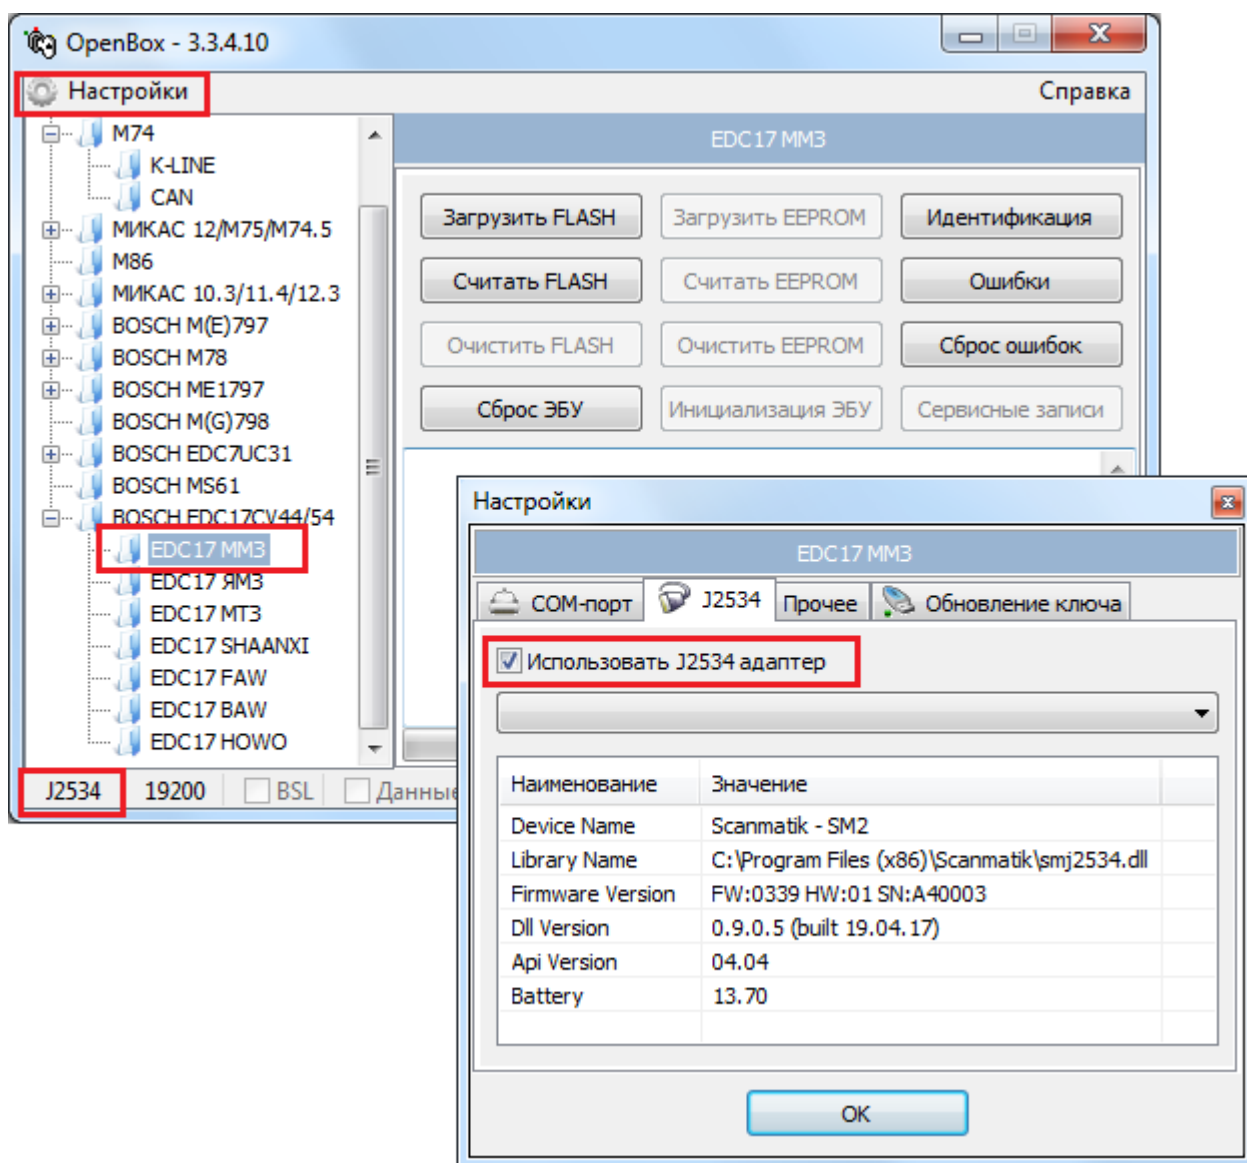 OpenBox - 3.3.4.10
Настройки
Справка
M74
K-LINE
CAN
МИКАС 12/M75/M74.5
M86
МИКАС 10.3/11.4/12.3
BOSCH M(E)797
BOSCH M78
BOSCH ME1797
BOSCH M(G)798
BOSCH EDC7UC31
BOSCH MS61
BOSCH EDC17CV44/54
EDC17 ММЗ
EDC17 ЯМЗ
EDC17 МТЗ
EDC17 SHAANXI
EDC17 FAW
EDC17 BAW
EDC17 HOWO
EDC17 ММЗ
Загрузить FLASH Загрузить EEPROM Идентификация
Считать FLASH Считать EEPROM Ошибки
Очистить FLASH Очистить EEPROM Сброс ошибок
Сброс ЭБУ Инициализация ЭБУ Сервисные записи
J2534 19200 BSL Данные
Настройки
EDC17 ММЗ
COM-порт J2534 Прочее Обновление ключа
Использовать J2534 адаптер
Наименование Значение
Device Name Scanmatik - SM2
Library Name C:\Program Files (x86)\Scanmatik\smj2534.dll
Firmware Version FW:0339 HW:01 SN:A40003
Dll Version 0.9.0.5 (built 19.04.17)
Api Version 04.04
Battery 13.70
OK